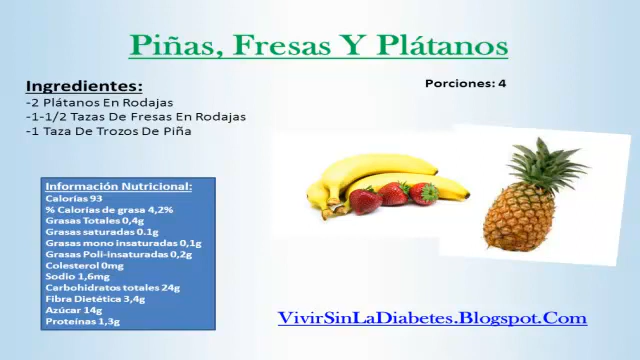 Piñas, Fresas Y Plátanos
Ingredientes:
-2 Plátanos En Rodajas
-1-1/2 Tazas De Fresas En Rodajas
-1 Taza De Trozos De Piña
Porciones: 4
Información Nutricional:
Calorías 93
% Calorías de grasa 4,2%
Grasas Totales 0,4g
Grasas saturadas 0.1g
Grasas mono insaturadas 0,1g
Grasas Poli-insaturadas 0,2g
Colesterol 0mg
Sodio 1,6mg
Carbohidratos totales 24g
Fibra Dietética 3,4g
Azúcar 14g
Proteínas 1,3g
VivirSinLaDiabetes.Blogspot.Com